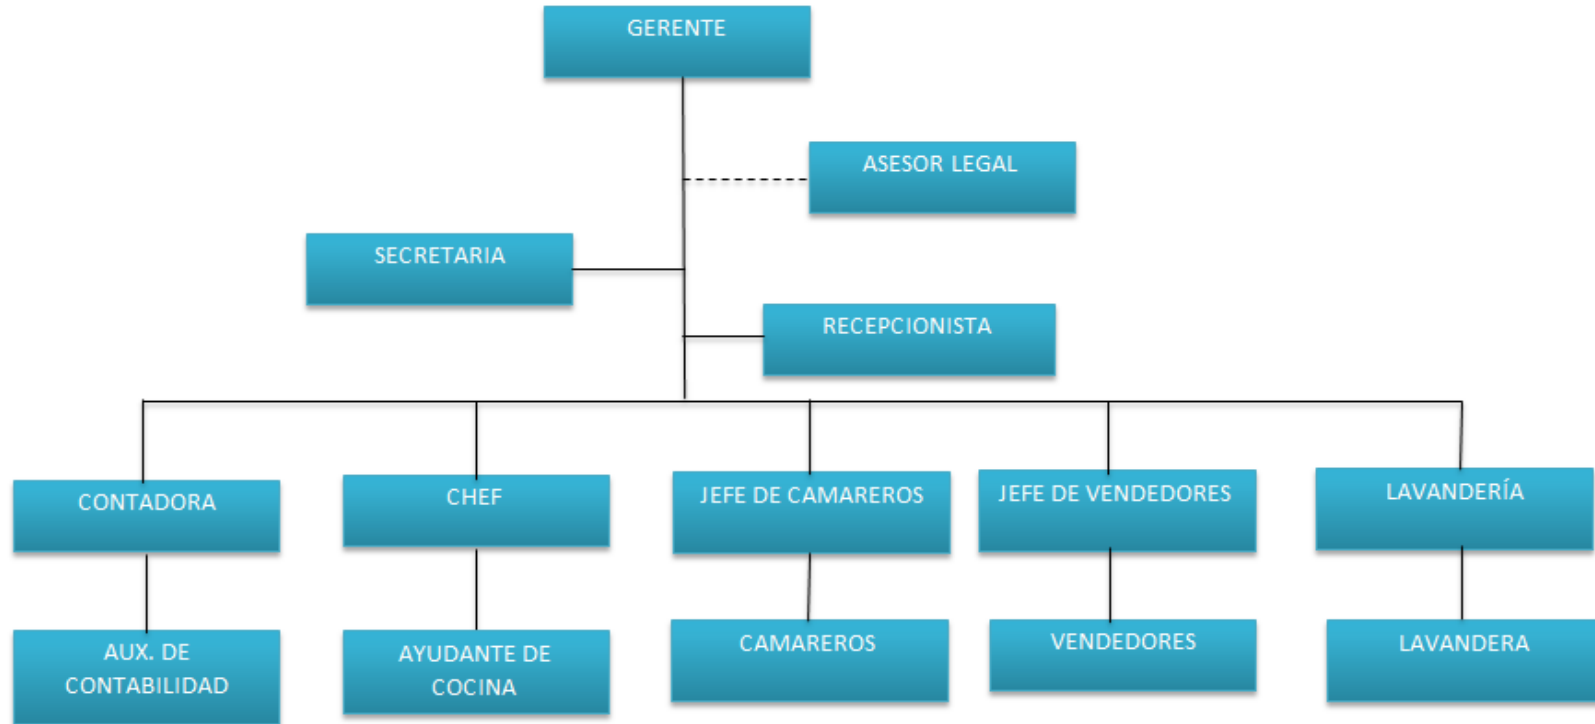 GERENTE
ASESOR LEGAL
SECRETARIA
RECEPCIONISTA
CONTADORA
CHEF
JEFE DE CAMAREROS
JEFE DE VENDEDORES
LAVANDERÍA
AUX. DE
CONTABILIDAD
AYUDANTE DE
COCINA
CAMAREROS
VENDEDORES
LAVANDERA